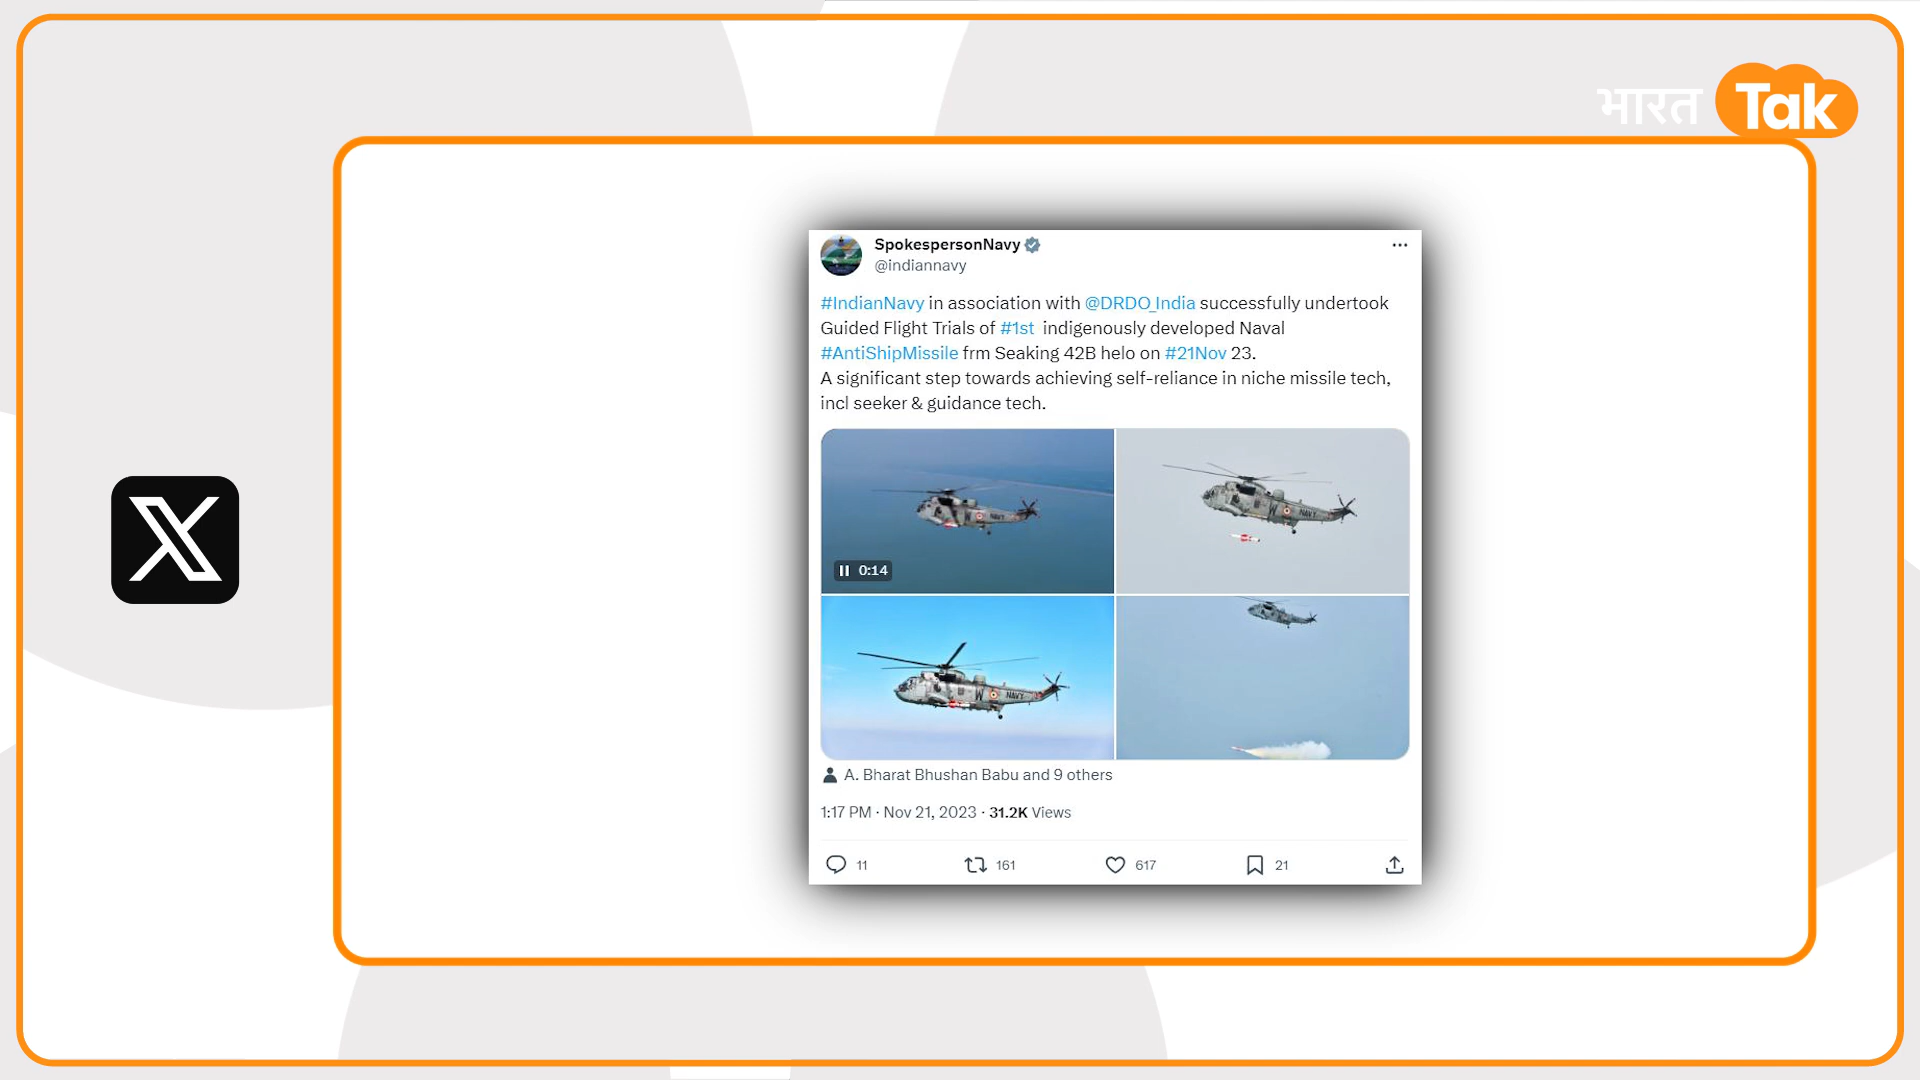 भारत Tak
SpokespersonNavy
@indiannavy
#IndianNavy in association with @DRDO_India successfully undertook
Guided Flight Trials of #1st indigenously developed Naval
#AntiShipMissile frm Seaking 42B helo on #21Nov 23.
A significant step towards achieving self-reliance in niche missile tech,
incl seeker & guidance tech.
W NAVY
0:14
W NAVY
W NAVY
A. Bharat Bhushan Babu and 9 others
1:17 PM · Nov 21, 2023 · 31.2K Views
11 161 617 21